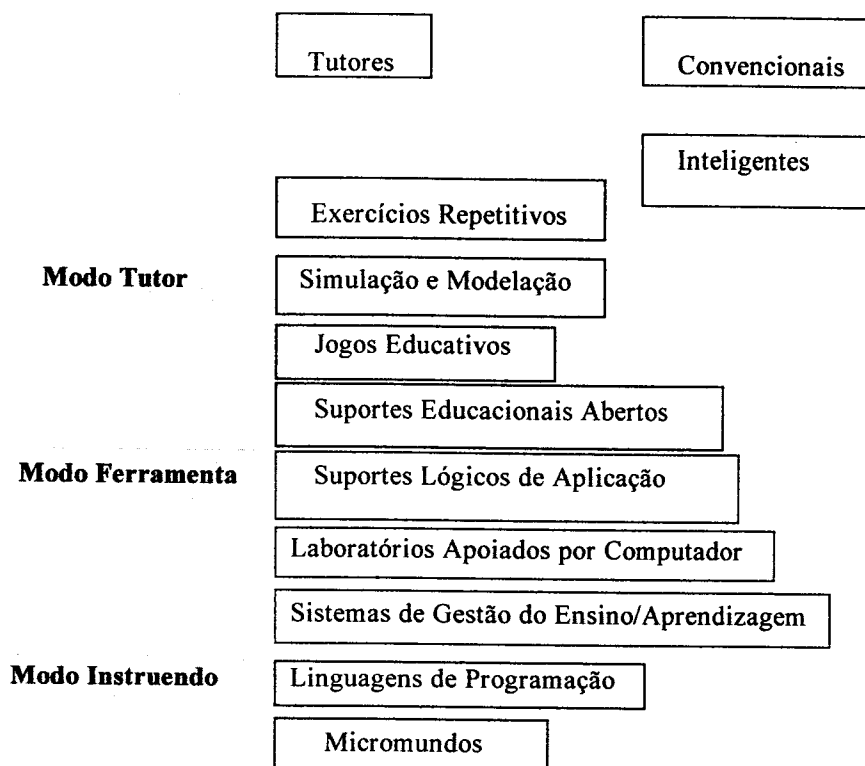 Tutores
Convencionais
Inteligentes
Exercícios Repetitivos
Modo Tutor
Simulação e Modelação
Jogos Educativos
Suportes Educacionais Abertos
Modo Ferramenta
Suportes Lógicos de Aplicação
Laboratórios Apoiados por Computador
Sistemas de Gestão do Ensino/Aprendizagem
Modo Instruendo
Linguagens de Programação
Micromundos